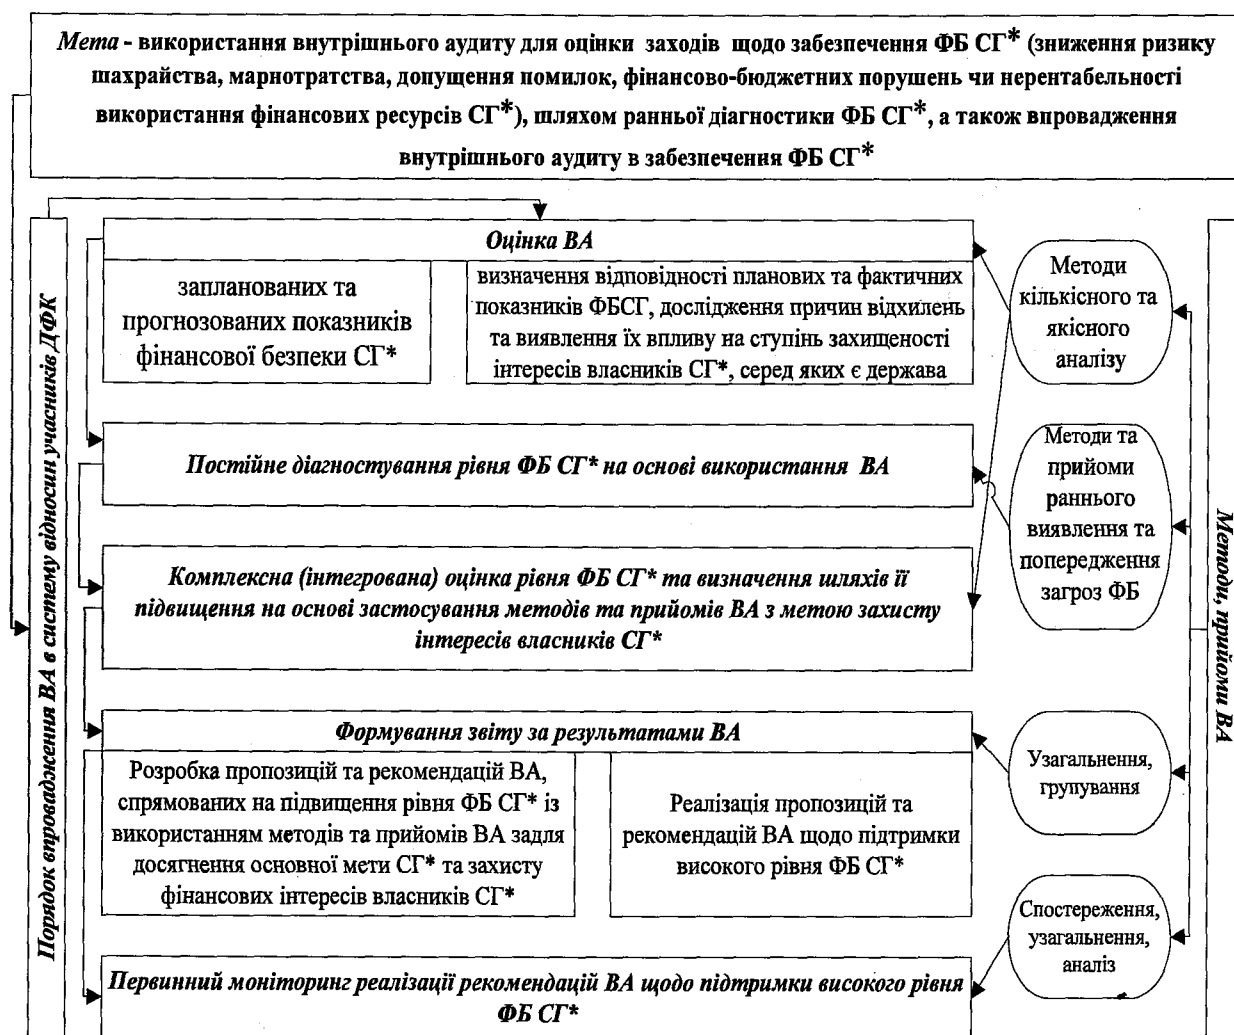 Мета - використання внутрішнього аудиту для оцінки заходів щодо забезпечення ФБ СГ* (зниження ризику
шахрайства, марнотратства, допущення помилок, фінансово-бюджетних порушень чи нерентабельності
використання фінансових ресурсів СГ*), шляхом ранньої діагностики ФБ СГ*, а також впровадження
внутрішнього аудиту в забезпечення ФБ СГ*
Порядок впровадження ВА в систему відносин учасників ДФК
Оцінка ВА
запланованих та
прогнозованих показників
фінансової безпеки СГ*
визначення відповідності планових та фактичних
показників ФБСГ, дослідження причин відхилень
та виявлення їх впливу на ступінь захищеності
інтересів власників СГ*, серед яких є держава
Постійне діагностування рівня ФБ СГ* на основі використання ВА
Комплексна (інтегрована) оцінка рівня ФБ СГ* та визначення шляхів її
підвищення на основі застосування методів та прийомів ВА з метою захисту
інтересів власників СГ*
Формування звіту за результатами ВА
Розробка пропозицій та рекомендацій ВА,
спрямованих на підвищення рівня ФБ СГ* із
використанням методів та прийомів ВА задля
досягнення основної мети СГ* та захисту
фінансових інтересів власників СГ*
Реалізація пропозицій та
рекомендацій ВА щодо підтримки
високого рівня ФБ СГ*
Первинний моніторинг реалізації рекомендацій ВА щодо підтримки високого рівня
ФБ СГ*
Методи
кількісного та
якісного
аналізу
Методи та
прийоми
раннього
виявлення та
попередження
загроз ФБ
Узагальнення,
групування
Спостереження,
узагальнення,
аналіз
Методи, прийоми ВА